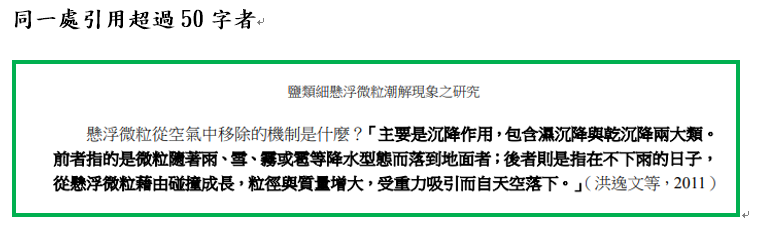 同一處引用超過 50 字者
鹽類細懸浮微粒潮解現象之研究
懸浮微粒從空氣中移除的機制是什麼？「主要是沉降作用，包含濕沉降與乾沉降兩大類。
前者指的是微粒隨著雨、雪、霧或雹等降水型態而落到地面者；後者則是指在不下雨的日子，
從懸浮微粒藉由碰撞成長，粒徑與質量增大，受重力吸引而自天空落下。」（洪逸文等，2011）